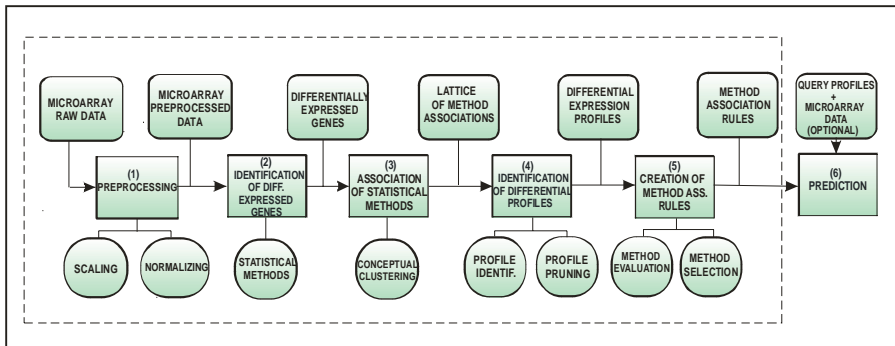 MICROARRAY
RAW DATA
MICROARRAY
PREPROCESSED
DATA
DIFFERENTIALLY
EXPRESSED
GENES
LATTICE
OF METHOD
ASSOCIATIONS
DIFFERENTIAL
EXPRESSION
PROFILES
METHOD
ASSOCIATION
RULES
QUERY PROFILES
+
MICROARRAY
DATA
(OPTIONAL)
(1)
PREPROCESSING
(2)
IDENTIFICATION
OF DIFF.
EXPRESSED
GENES
(3)
ASSOCIATION
OF STATISTICAL
METHODS
(4)
IDENTIFICATION
OF DIFFERENTIAL
PROFILES
(5)
CREATION OF
METHOD ASS.
RULES
(6)
PREDICTION
SCALING
NORMALIZING
STATISTICAL
METHODS
CONCEPTUAL
CLUSTERING
PROFILE
IDENTIF.
PROFILE
PRUNING
METHOD
EVALUATION
METHOD
SELECTION